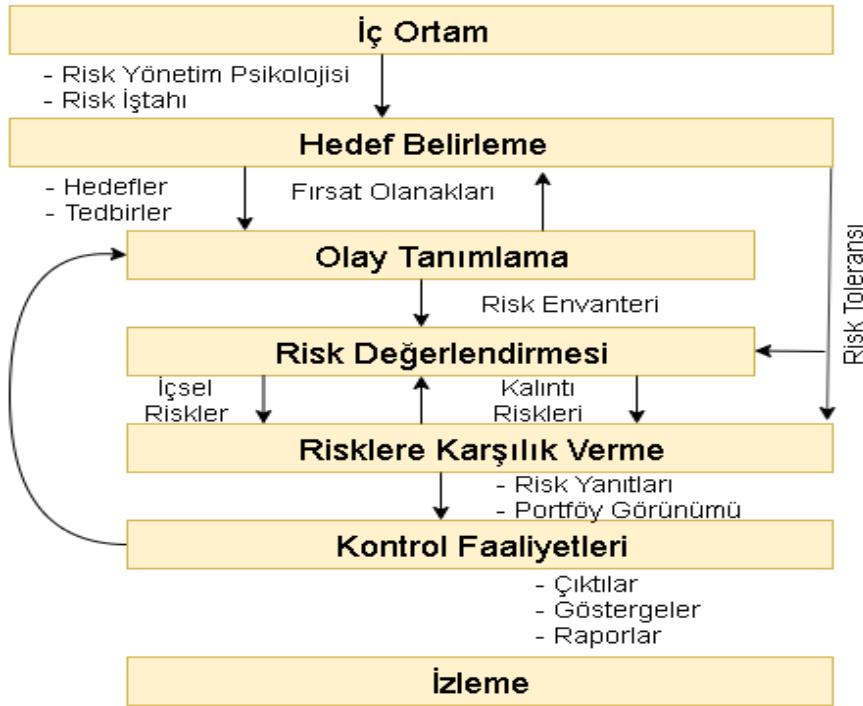 İç Ortam
- Risk Yönetim Psikolojisi
- Risk İştahı
Hedef Belirleme
- Hedefler
- Tedbirler
Fırsat Olanakları
Risk Toleransı
Olay Tanımlama
Risk Envanteri
Risk Değerlendirmesi
İçsel
Riskler
Kalıntı
Riskleri
Risklere Karşılık Verme
- Risk Yanıtları
- Portföy Görünümü
Kontrol Faaliyetleri
- Çıktılar
- Göstergeler
- Raporlar
İzleme